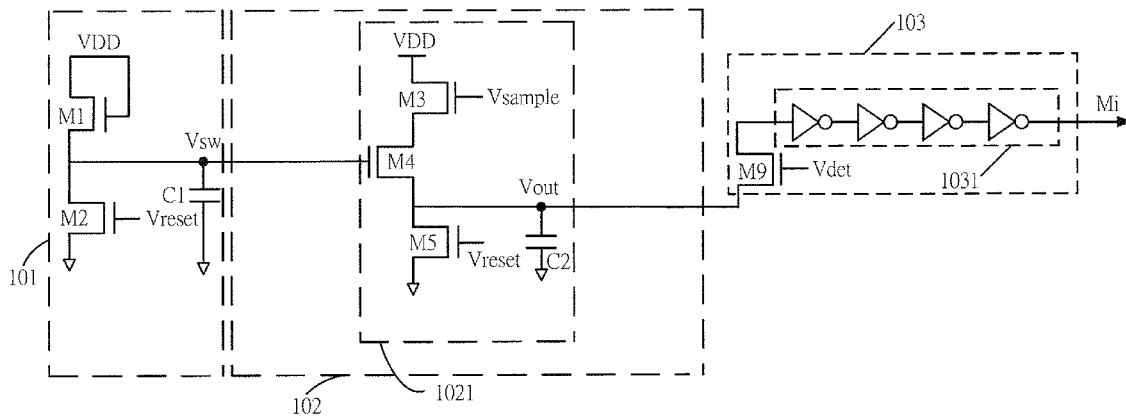 103
VDD
VDD
M1
M3
Vsample
Mi
Vsw
M4
Vdet
M9
1031
C1
Vout
M2
Vreset
M5
Vreset
C2
101
102
1021